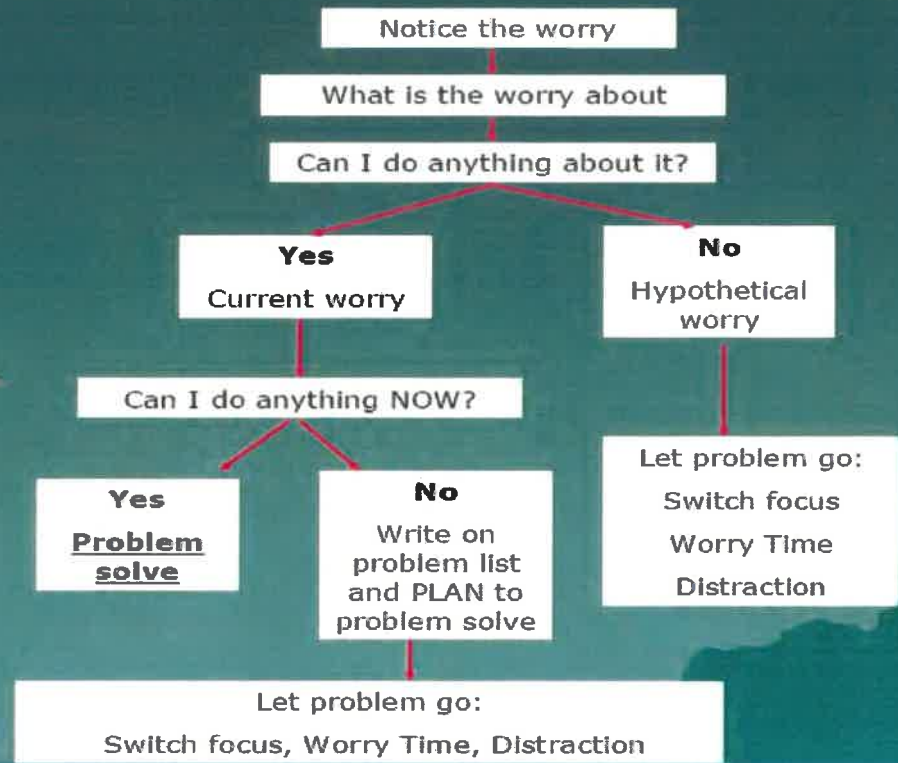 Notice the worry
What is the worry about
Can I do anything about it?
Yes
Current worry
No
Hypothetical
worry
Can I do anything NOW?
Yes
Problem
solve
No
Write on
problem list
and PLAN to
problem solve
Let problem go:
Switch focus
Worry Time
Distraction
Let problem go:
Switch focus, Worry Time, Distraction